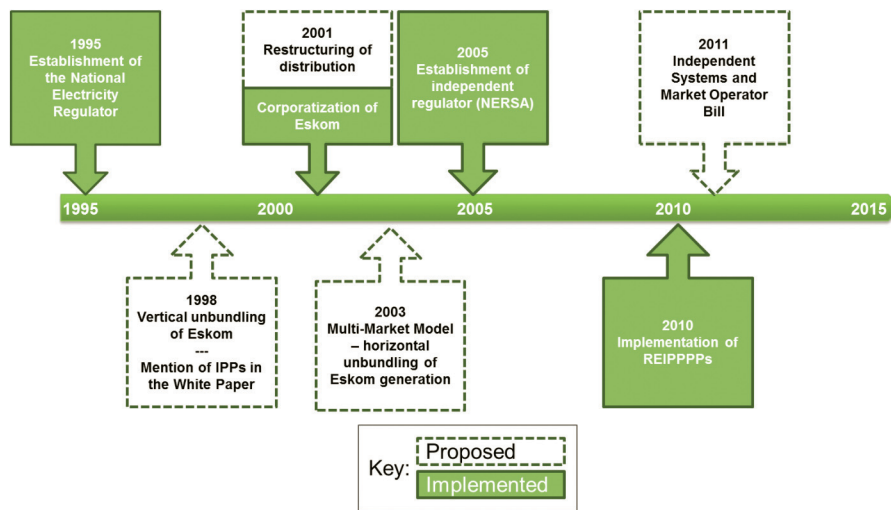 1995
Establishment of
the National
Electricity
Regulator
2001
Restructuring of
distribution
Corporatization of
Eskom
2005
Establishment of
independent
regulator (NERSA)
2011
Independent
Systems and
Market Operator
Bill
1995
2000
2005
2010
2015
1998
Vertical unbundling
of Eskom
---
Mention of IPPs in
the White Paper
2003
Multi-Market Model
– horizontal
unbundling of
Eskom generation
2010
Implementation of
REIPPPPs
Key:
Proposed
Implemented